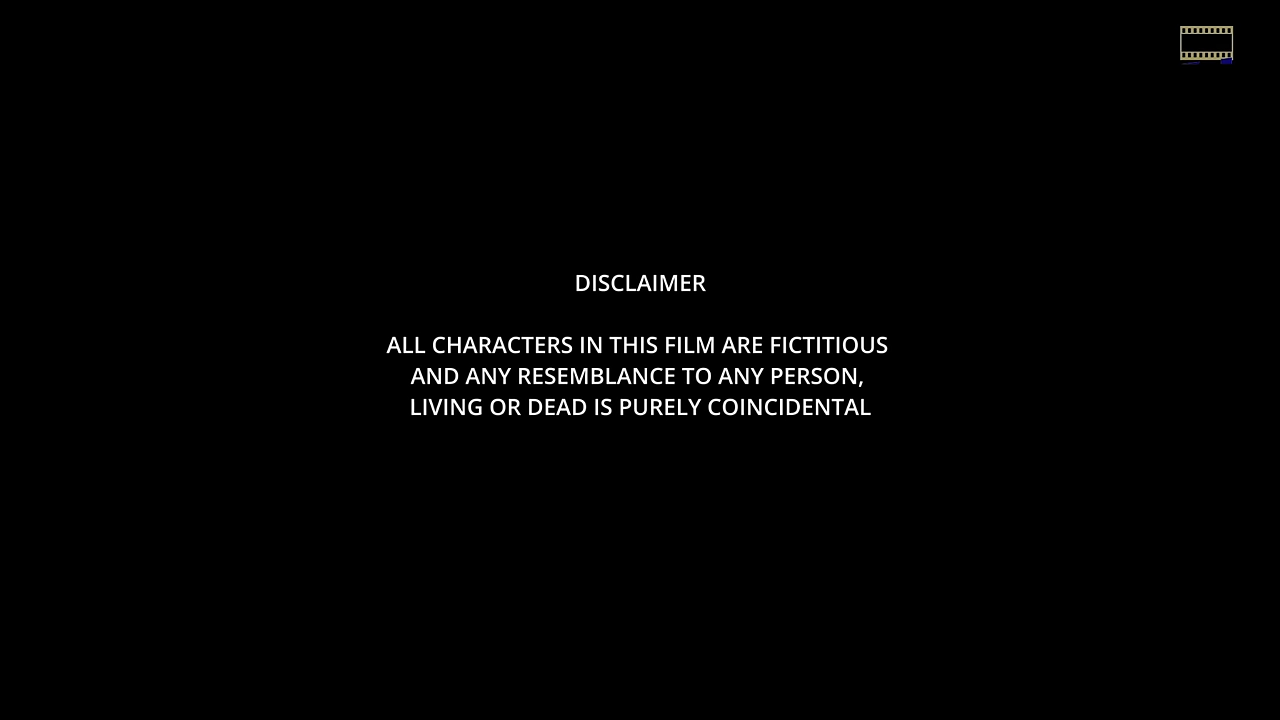 DISCLAIMER
ALL CHARACTERS IN THIS FILM ARE FICTITIOUS
AND ANY RESEMBLANCE TO ANY PERSON,
LIVING OR DEAD IS PURELY COINCIDENTAL